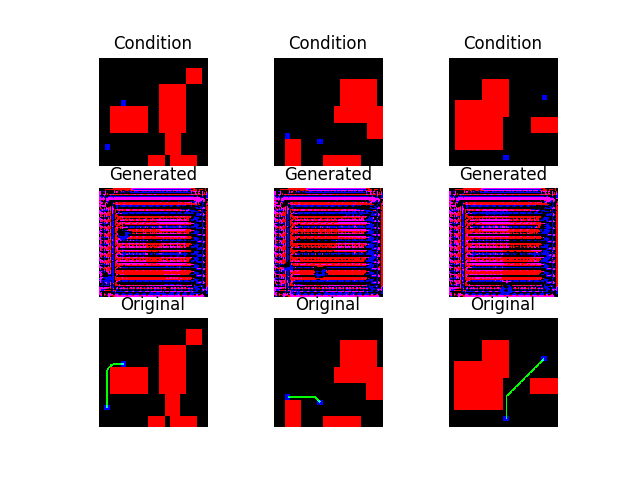 Condition Condition Condition
Generated Generated Generated
Original Original Original